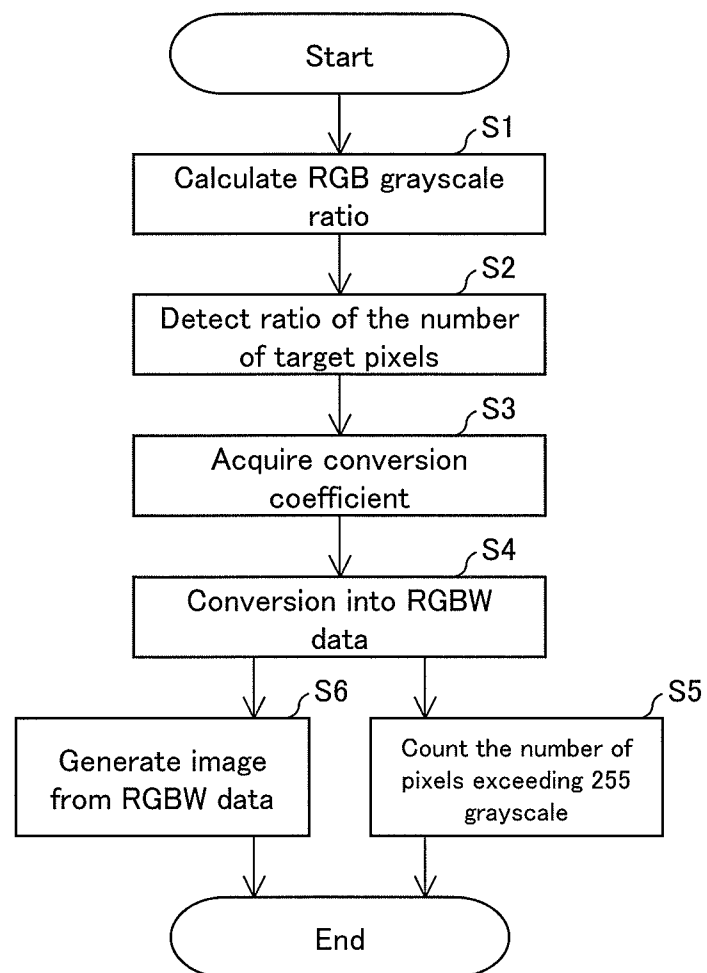 Start
S1
Calculate RGB grayscale
ratio
S2
Detect ratio of the number
of target pixels
S3
Acquire conversion
coefficient
S4
Conversion into RGBW
data
S6
Generate image
from RGBW data
S5
Count the number of
pixels exceeding 255
grayscale
End